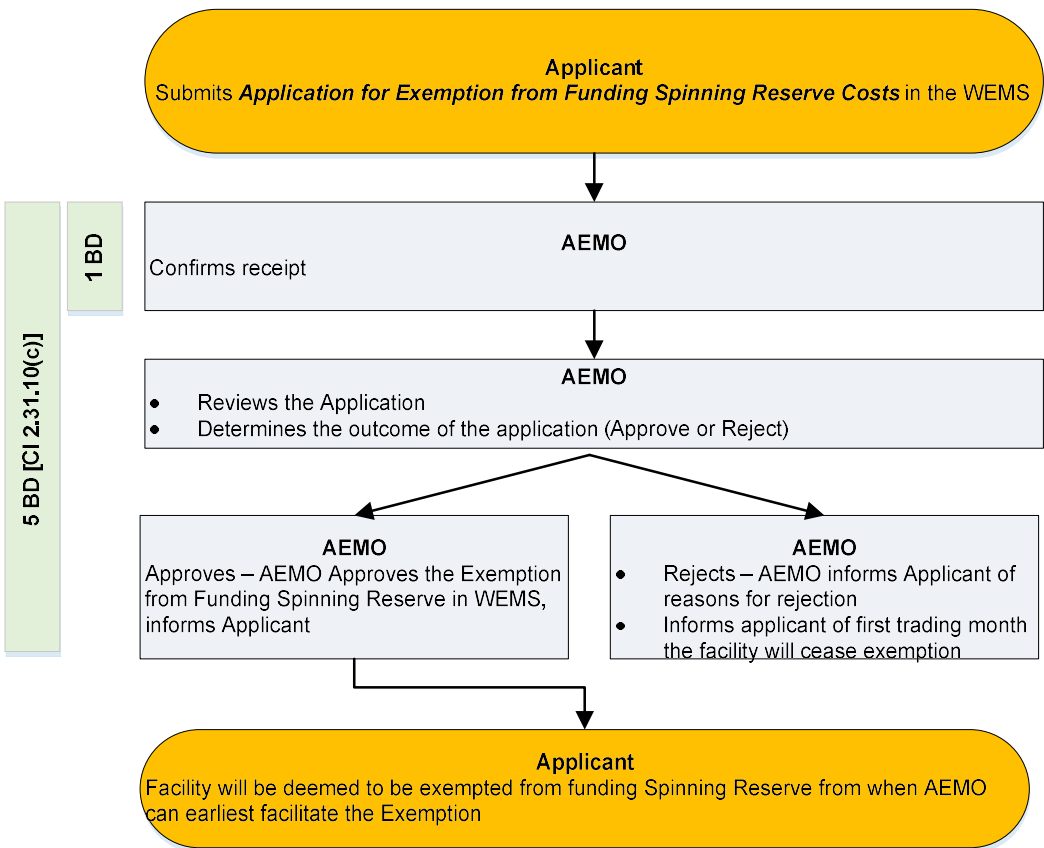 Applicant
Submits Application for Exemption from Funding Spinning Reserve Costs in the WEMS
5 BD [Cl 2.31.10(c)]
1 BD
AEMO
Confirms receipt
AEMO
• Reviews the Application
• Determines the outcome of the application (Approve or Reject)
AEMO
Approves – AEMO Approves the Exemption
from Funding Spinning Reserve in WEMS,
informs Applicant
AEMO
• Rejects – AEMO informs Applicant of
reasons for rejection
• Informs applicant of first trading month
the facility will cease exemption
Applicant
Facility will be deemed to be exempted from funding Spinning Reserve from when AEMO
can earliest facilitate the Exemption